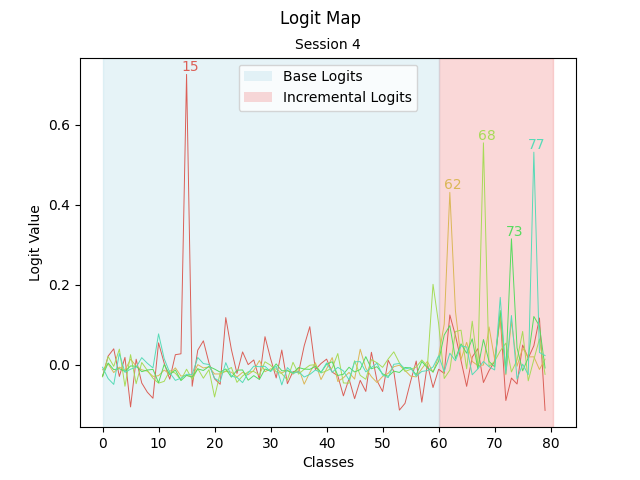 Logit Map
Session 4
15
Base Logits
Incremental Logits
68
77
62
73
0.6
0.4
0.2
0.0
Logit Value
0 10 20 30 40 50 60 70 80
Classes